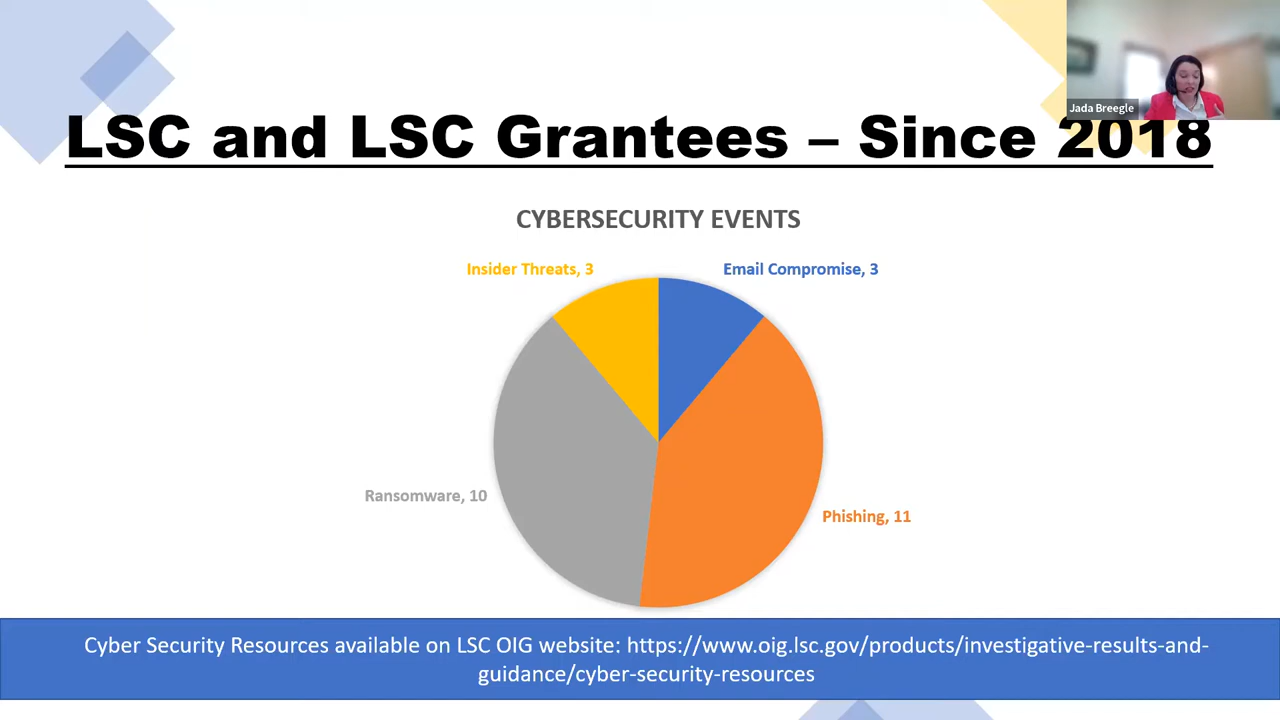 Jada Breegle
LSC and LSC Grantees – Since 2018
CYBERSECURITY EVENTS
Insider Threats, 3
Email Compromise, 3
Ransomware, 10
Phishing, 11
Cyber Security Resources available on LSC OIG website: https://www.oig.lsc.gov/products/investigative-results-and-
guidance/cyber-security-resources